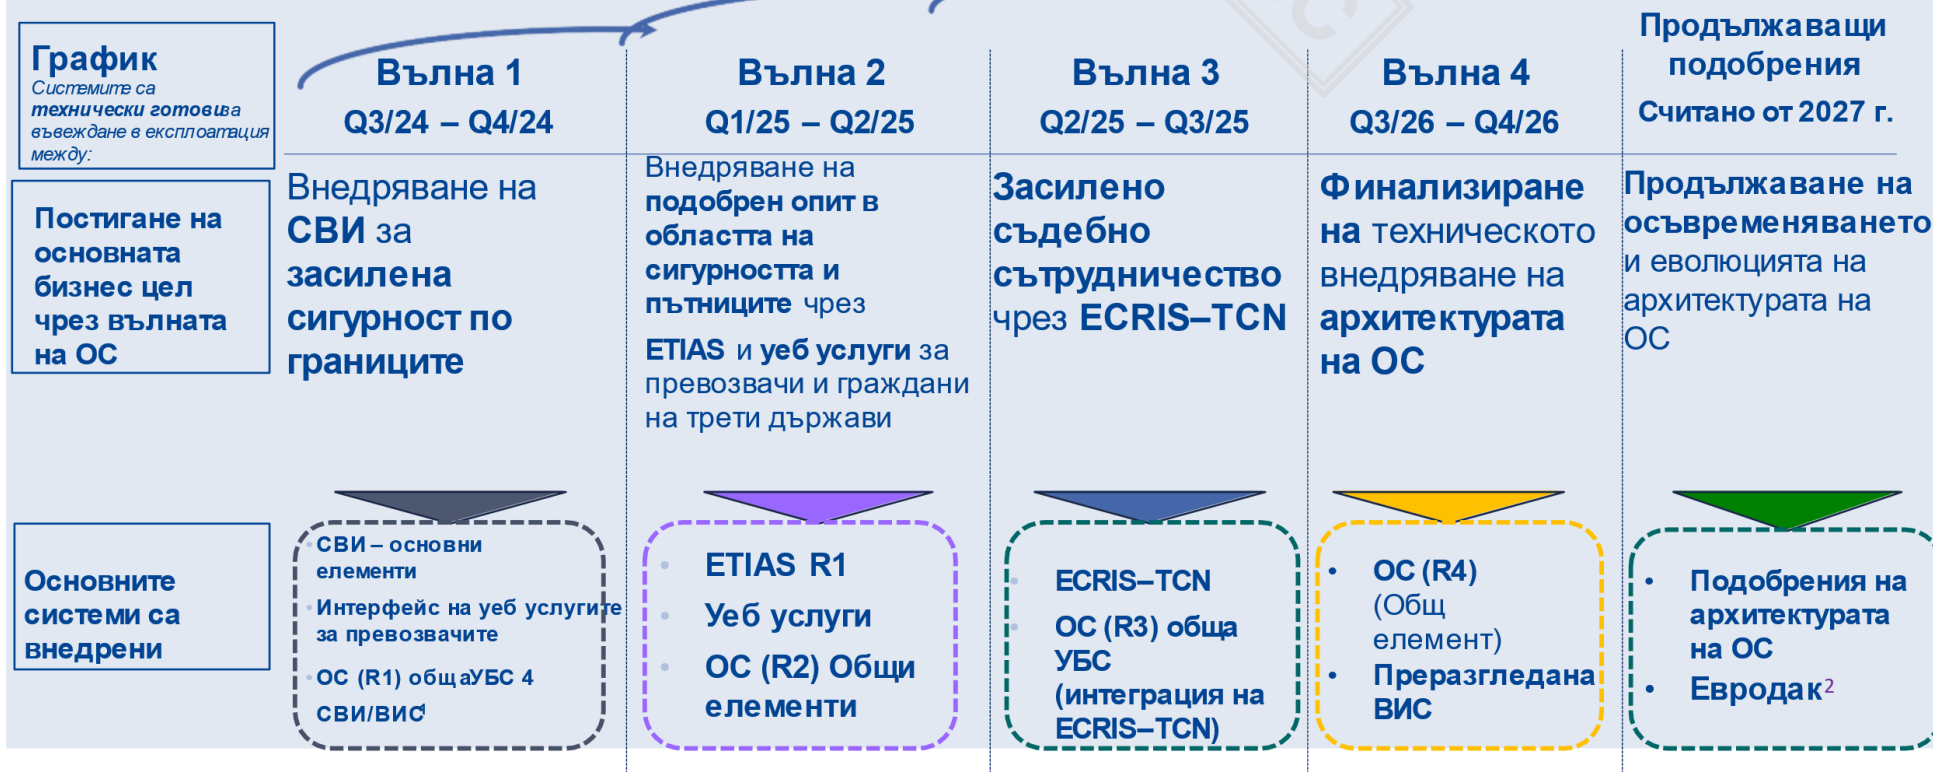 График
Системите са
технически готовиза
въвеждане в експлоатация
между:
Вълна 1
Q3/24 – Q4/24
Вълна 2
Q1/25 – Q2/25
Вълна 3
Q2/25 – Q3/25
Вълна 4
Q3/26 – Q4/26
Продължаващи
подобрения
Считано от 2027 г.
Постигане на
основната
бизнес цел
чрез вълната
на ОС
Внедряване на
СВИ за
засилена
сигурност по
границите
Внедряване на
подобрен опит в
областта на
сигурността и
пътниците чрез
ETIAS и уеб услуги за
превозвачи и граждани
на трети държави
Засилено
съдебно
сътрудничество
чрез ECRIS–TCN
Финализиране
на техническото
внедряване на
архитектурата
на ОС
Продължаване на
осъвременяването
и еволюцията на
архитектурата на
ОС
Основните
системи са
внедрени
СВИ – основни
елементи
• Интерфейс на уеб услугите
за превозвачите
• ОС (R1) общаУБС 4
СВИ/ВИС
• ETIAS R1
• Уеб услуги
• ОС (R2) Общи
елементи
• ECRIS–TCN
• ОС (R3) обща
УБС
(интеграция на
ECRIS–TCN)
• ОС (R4)
(Общ
елемент)
• Преразгледана
ВИС
• Подобрения на
архитектурата
на ОС
• Евродак2